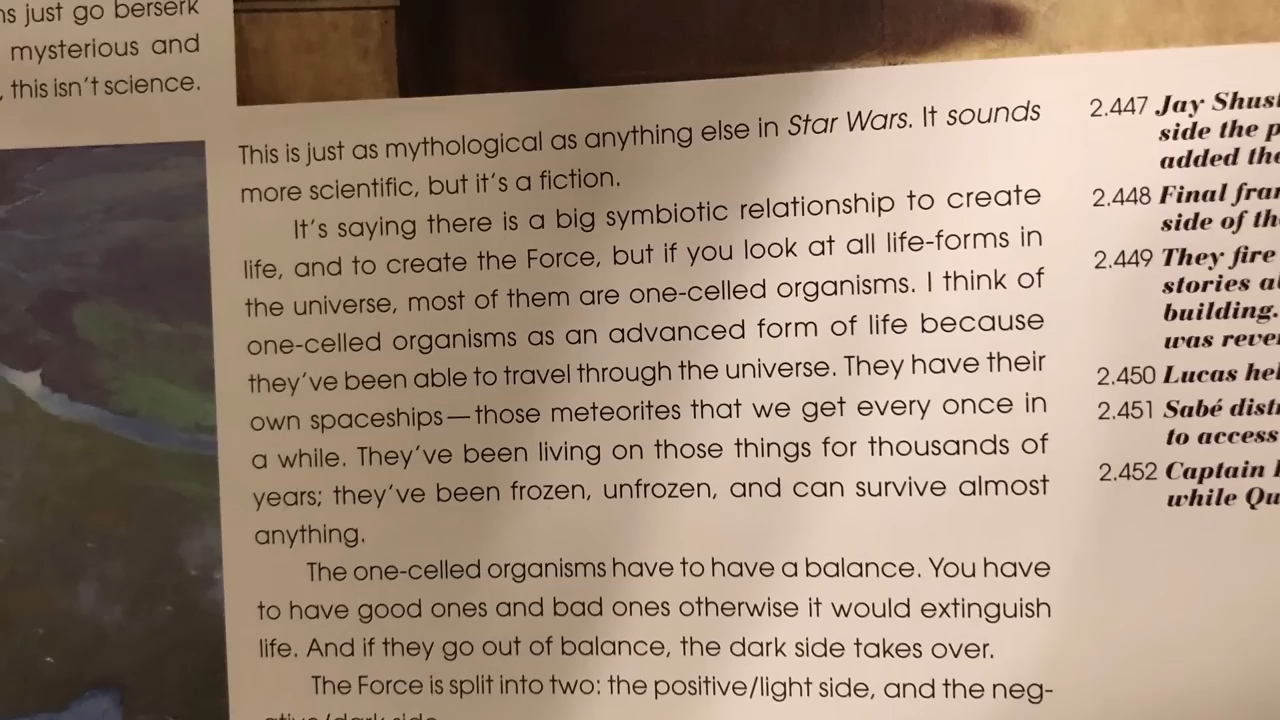 just go berserk
mysterious and
, this isn't science.
This is just as mythological as anything else in Star Wars. It sounds
more scientific, but it's a fiction.
It's saying there is a big symbiotic relationship to create
life, and to create the Force, but if you look at all life-forms in
the universe, most of them are one-celled organisms. I think of
one-celled organisms as an advanced form of life because
they've been able to travel through the universe. They have their
own spaceships—those meteorites that we get every once in
a while. They've been living on those things for thousands of
years; they've been frozen, unfrozen, and can survive almost
anything.
The one-celled organisms have to have a balance. You have
to have good ones and bad ones otherwise it would extinguish
life. And if they go out of balance, the dark side takes over.
The Force is split into two: the positive/light side, and the neg-
2.447 Jay
side the
added
2.448 Final
side of
2.449 They fire
stories
building.
was
2.450 Lucas
2.451 Sabé
to access
2.452 Captain
while